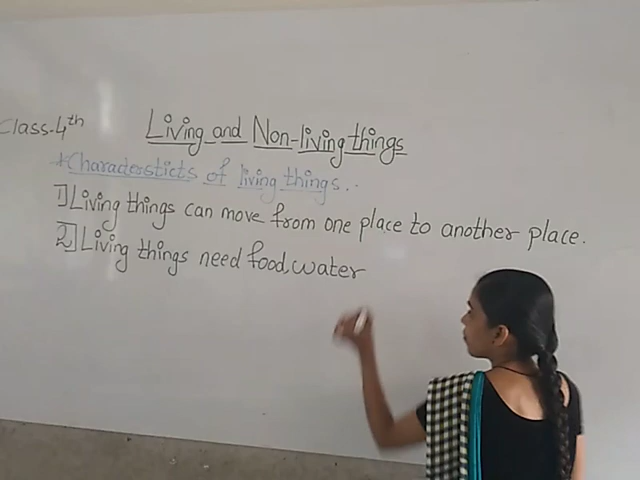 Class-4th
Living and Non-living things
*Charadersticts of living things..
1] Living things can move from one place to another place.
2] Living things need food,water